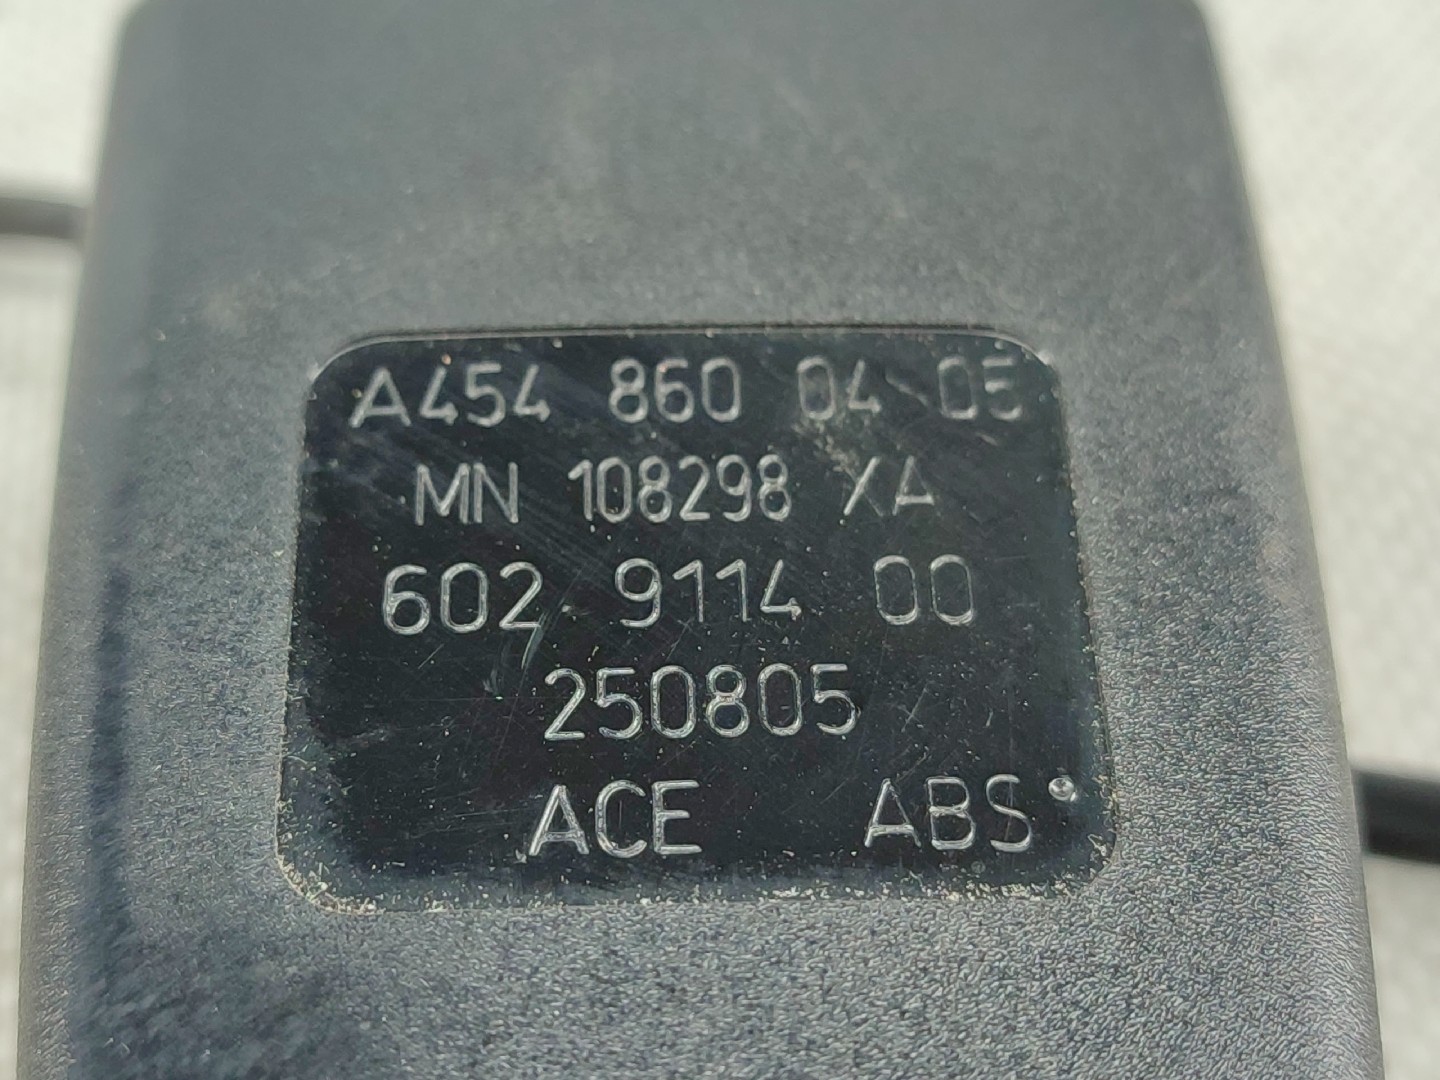 A454 860 04 05
MN 108298 XA
602 9114 00
250805
ACE ABS